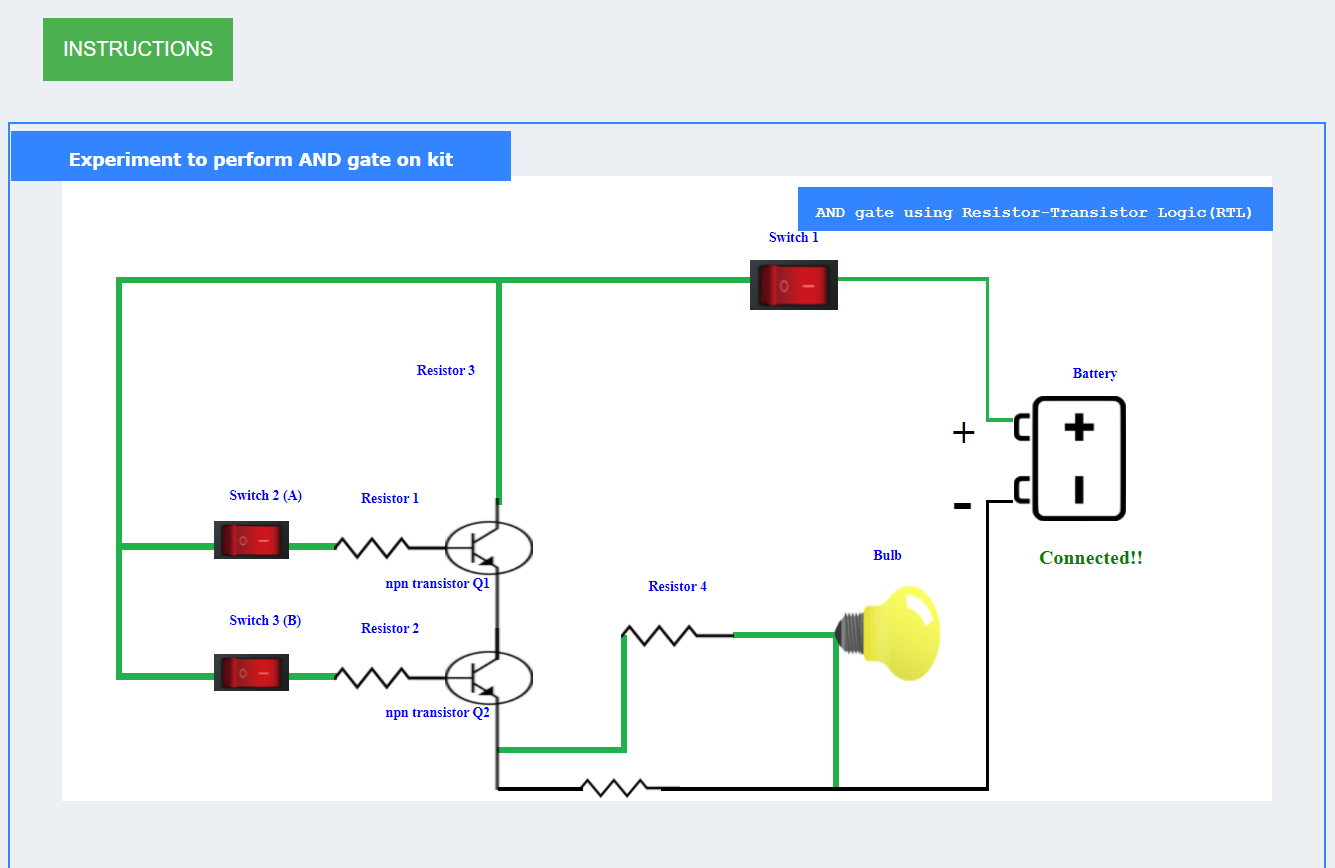 INSTRUCTIONS
Experiment to perform AND gate on kit
AND gate using Resistor-Transistor Logic(RTL)
Switch 1
Resistor 3
Battery
+
-
Switch 2 (A)
Resistor 1
npn transistor Q1
Bulb
Connected!!
Resistor 4
Switch 3 (B)
Resistor 2
npn transistor Q2